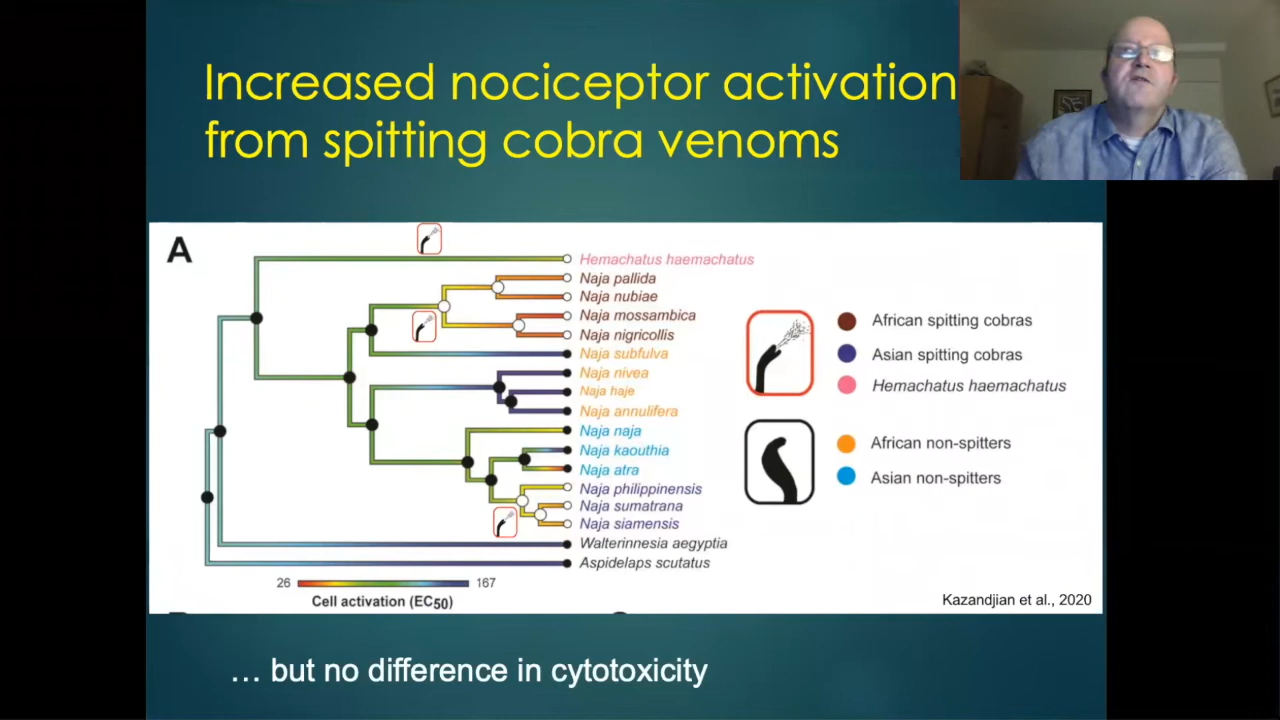 Increased nociceptor activation
from spitting cobra venoms
A
Hemachatus haemachatus
Naja pallida
Naja nubiae
Naja mossambica
Naja nigricollis
Naja subfulva
Naja nivea
Naja haje
Naja annulifera
Naja naja
Naja kaouthia
Naja atra
Naja philippinensis
Naja sumatrana
Naja siamensis
Walterinnesia aegyptia
Aspidelaps scutatus
26
167
Cell activation (EC50)
African spitting cobras
Asian spitting cobras
Hemachatus haemachatus
African non-spitters
Asian non-spitters
Kazandjian et al., 2020
… but no difference in cytotoxicity